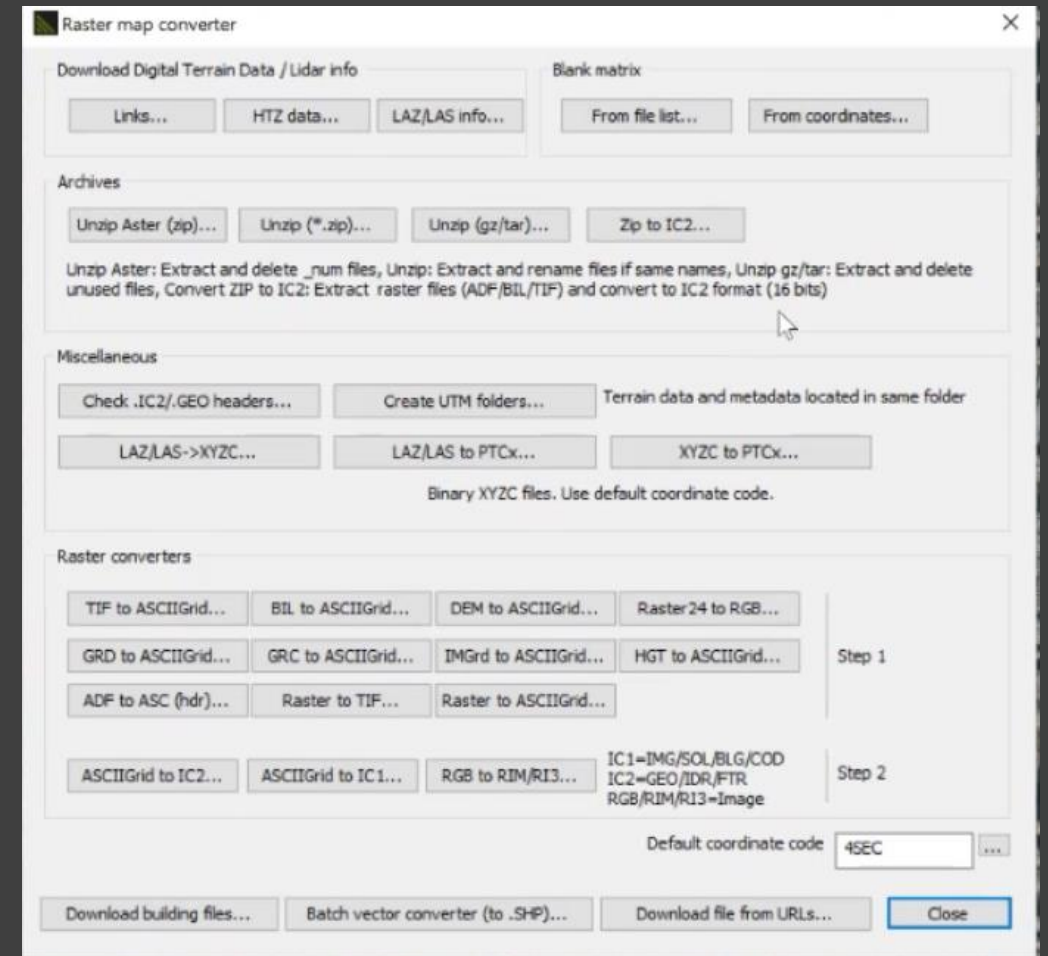 Raster map converter
Download Digital Terrain Data / Lidar info
Blank matrix
Links...
HTZ data...
LAZ/LAS info...
From file list...
From coordinates...
Archives
Unzip Aster (zip)...
Unzip (*.zip)...
Unzip (gz/tar)...
Zip to IC2...
Unzip Aster: Extract and delete _num files, Unzip: Extract and rename files if same names, Unzip gz/tar: Extract and delete
unused files, Convert ZIP to IC2: Extract raster files (ADF/BIL/TIF) and convert to IC2 format (16 bits)
Miscellaneous
Check .IC2/.GEO headers...
Create UTM folders...
Terrain data and metadata located in same folder
LAZ/LAS->XYZC...
LAZ/LAS to PTCx...
XYZC to PTCx...
Binary XYZC files. Use default coordinate code.
Raster converters
TIF to ASCIIGrid...
BIL to ASCIIGrid...
DEM to ASCIIGrid...
Raster24 to RGB...
GRD to ASCIIGrid...
GRC to ASCIIGrid...
IMGrd to ASCIIGrid...
HGT to ASCIIGrid...
Step 1
ADF to ASC (hdr)...
Raster to TIF...
Raster to ASCIIGrid...
ASCIIGrid to IC2...
ASCIIGrid to IC1...
RGB to RIM/RI3...
IC1=IMG/SOL/BLG/COD
IC2=GEO/IDR/FTR
RGB/RIM/RI3=Image
Step 2
Default coordinate code
4SEC
...
Download building files...
Batch vector converter (to .SHP)...
Download file from URLs...
Close